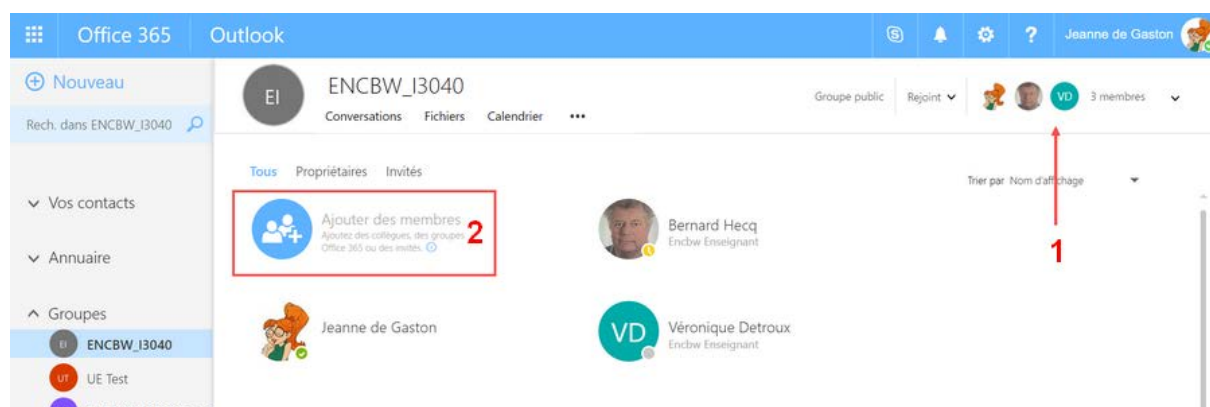 Office 365 Outlook Jeanne de Gaston
Nouveau
Rech. dans ENCBW_I3040
Vos contacts
Annuaire
Groupes
EI ENCBW_I3040
UT UE Test
EI
ENCBW_I3040
Conversations Fichiers Calendrier •••
Groupe public Rejoint VD 3 membres
Tous Propriétaires Invités
Trier par Nom d'affichage
1
Ajouter des membres
Ajoutez des collègues, des groupes
Office 365 ou des invités.
2
Bernard Hecq
Encbw Enseignant
Jeanne de Gaston
VD
Véronique Detroux
Encbw Enseignant